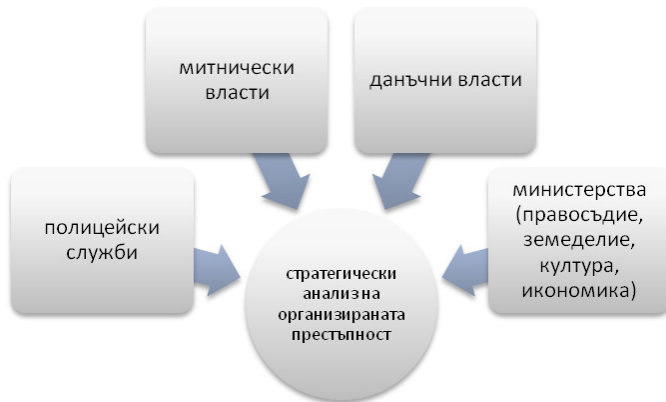 митнически
власти
данъчни власти
полицейски
служби
министерства
(правосъдие,
земеделие,
култура,
икономика)
стратегически
анализ на
организираната
престъпност